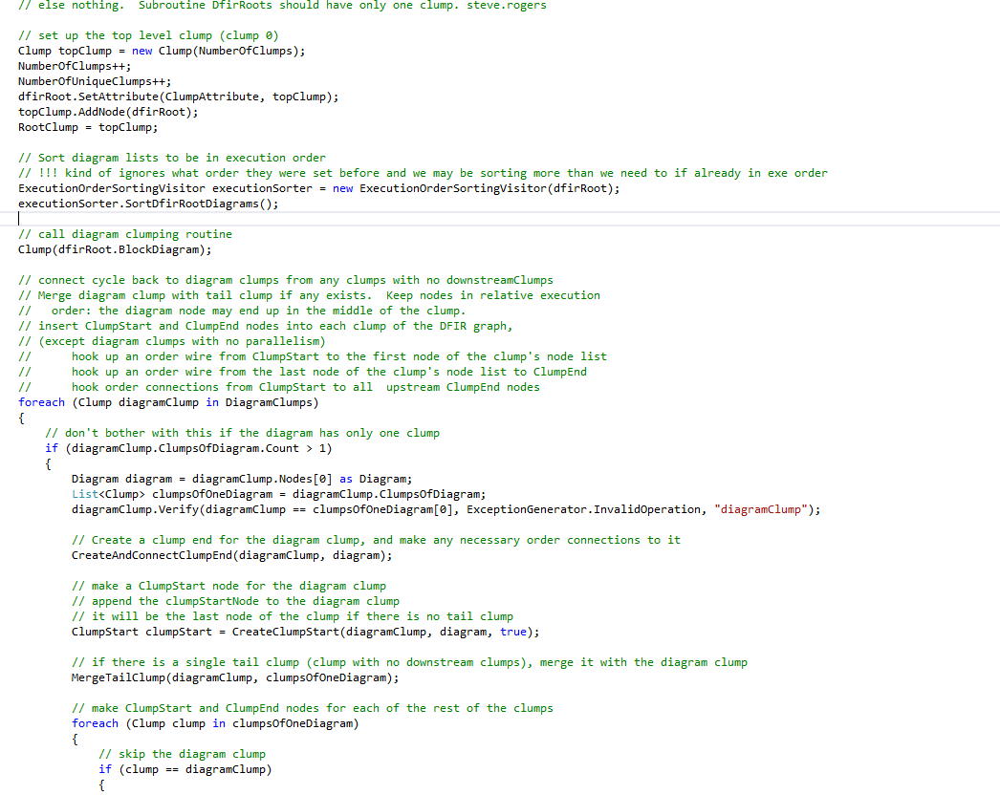 // else nothing.  Subroutine DfirRoots should have only one clump. steve.rogers
// set up the top level clump (clump 0)
Clump topClump = new Clump(NumberOfClumps);
NumberOfClumps++;
NumberOfUniqueClumps++;
dfirRoot.SetAttribute(ClumpAttribute, topClump);
topClump.AddNode(dfirRoot);
RootClump = topClump;
// Sort diagram lists to be in execution order
// !!! kind of ignores what order they were set before and we may be sorting more than we need to if already in exe order
ExecutionOrderSortingVisitor executionSorter = new ExecutionOrderSortingVisitor(dfirRoot);
executionSorter.SortDfirRootDiagrams();
// call diagram clumping routine
Clump(dfirRoot.BlockDiagram);
// connect cycle back to diagram clumps from any clumps with no downstreamClumps
// Merge diagram clump with tail clump if any exists.  Keep nodes in relative execution
//   order: the diagram node may end up in the middle of the clump.
// insert ClumpStart and ClumpEnd nodes into each clump of the DFIR graph,
// (except diagram clumps with no parallelism)
//      hook up an order wire from ClumpStart to the first node of the clump's node list
//      hook up an order wire from the last node of the clump's node list to ClumpEnd
//      hook order connections from ClumpStart to all  upstream ClumpEnd nodes
foreach (Clump diagramClump in DiagramClumps)
{
    // don't bother with this if the diagram has only one clump
    if (diagramClump.ClumpsOfDiagram.Count > 1)
    {
        Diagram diagram = diagramClump.Nodes[0] as Diagram;
        List<Clump> clumpsOfOneDiagram = diagramClump.ClumpsOfDiagram;
        diagramClump.Verify(diagramClump == clumpsOfOneDiagram[0], ExceptionGenerator.InvalidOperation, "diagramClump");
        // Create a clump end for the diagram clump, and make any necessary order connections to it
        CreateAndConnectClumpEnd(diagramClump, diagram);
        // make a ClumpStart node for the diagram clump
        // append the clumpStartNode to the diagram clump
        // it will be the last node of the clump if there is no tail clump
        ClumpStart clumpStart = CreateClumpStart(diagramClump, diagram, true);
        // if there is a single tail clump (clump with no downstream clumps), merge it with the diagram clump
        MergeTailClump(diagramClump, clumpsOfOneDiagram);
        // make ClumpStart and ClumpEnd nodes for each of the rest of the clumps
        foreach (Clump clump in clumpsOfOneDiagram)
        {
            // skip the diagram clump
            if (clump == diagramClump)
            {